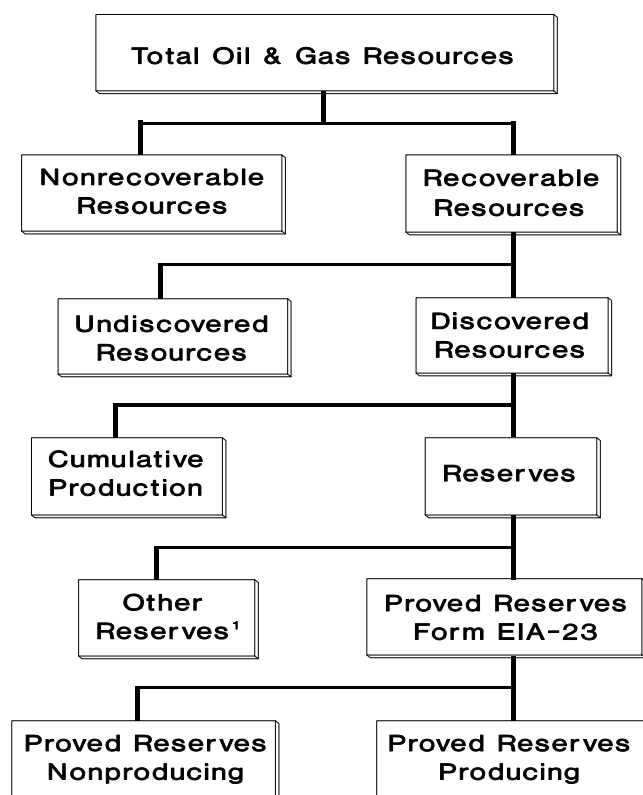 Total Oil & Gas Resources
Nonrecoverable
Resources
Recoverable
Resources
Undiscovered
Resources
Discovered
Resources
Cumulative
Production
Reserves
Other
Reserves¹
Proved Reserves
Form EIA-23
Proved Reserves
Nonproducing
Proved Reserves
Producing